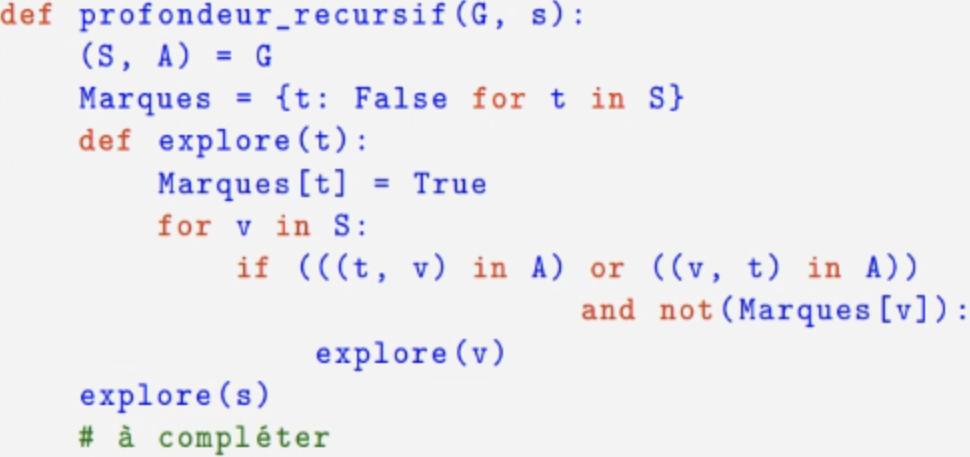 def profondeur_recursif(G, s):
    (S, A) = G
    Marques = {t: False for t in S}
    def explore(t):
        Marques[t] = True
        for v in S:
            if (((t, v) in A) or ((v, t) in A))
                             and not(Marques[v]):
                explore(v)
    explore(s)
    # à compléter